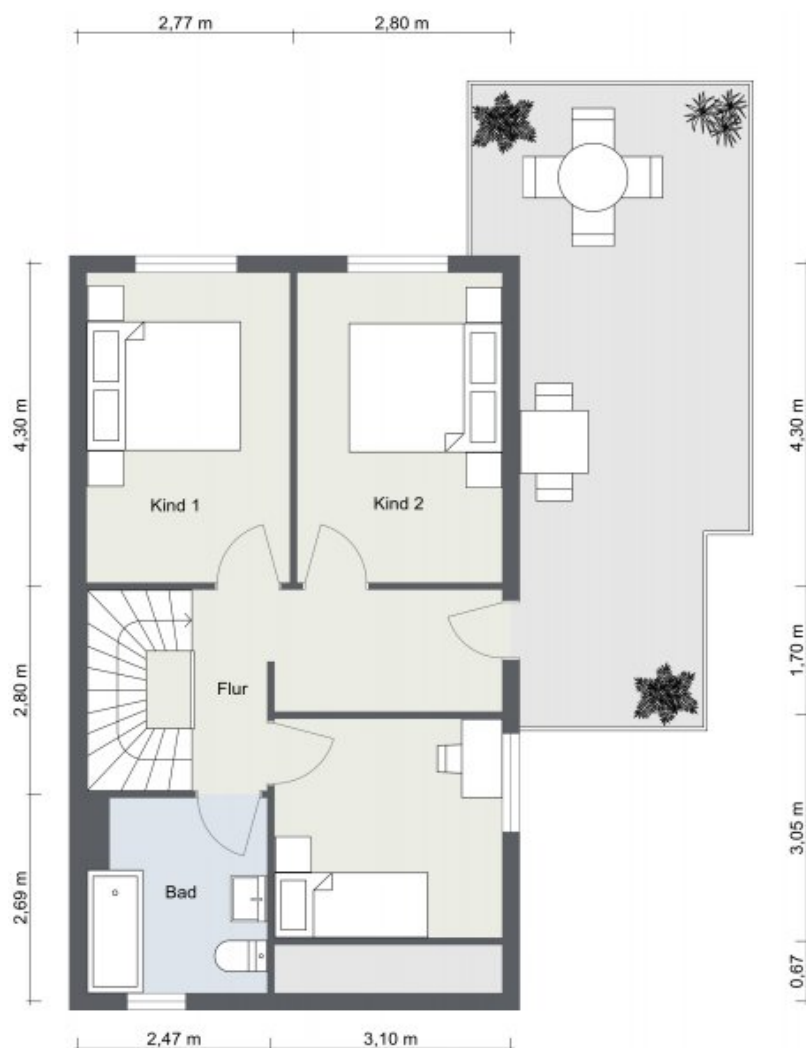 2,77 m
2,80 m
4,30 m
4,30 m
Kind 1
Kind 2
2,80 m
Flur
1,70 m
3,05 m
2,69 m
Bad
0,67
2,47 m
3,10 m